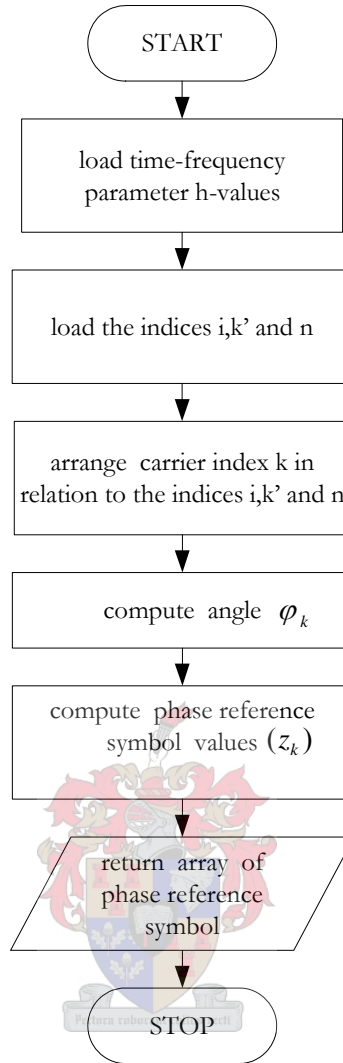 START
load time-frequency
parameter h-values
load the indices i,k’ and n
arrange carrier index k in
relation to the indices i,k’ and n
compute angle φₖ
compute phase reference
symbol values (zₖ)
return array of
phase reference
symbol
STOP
Pectora